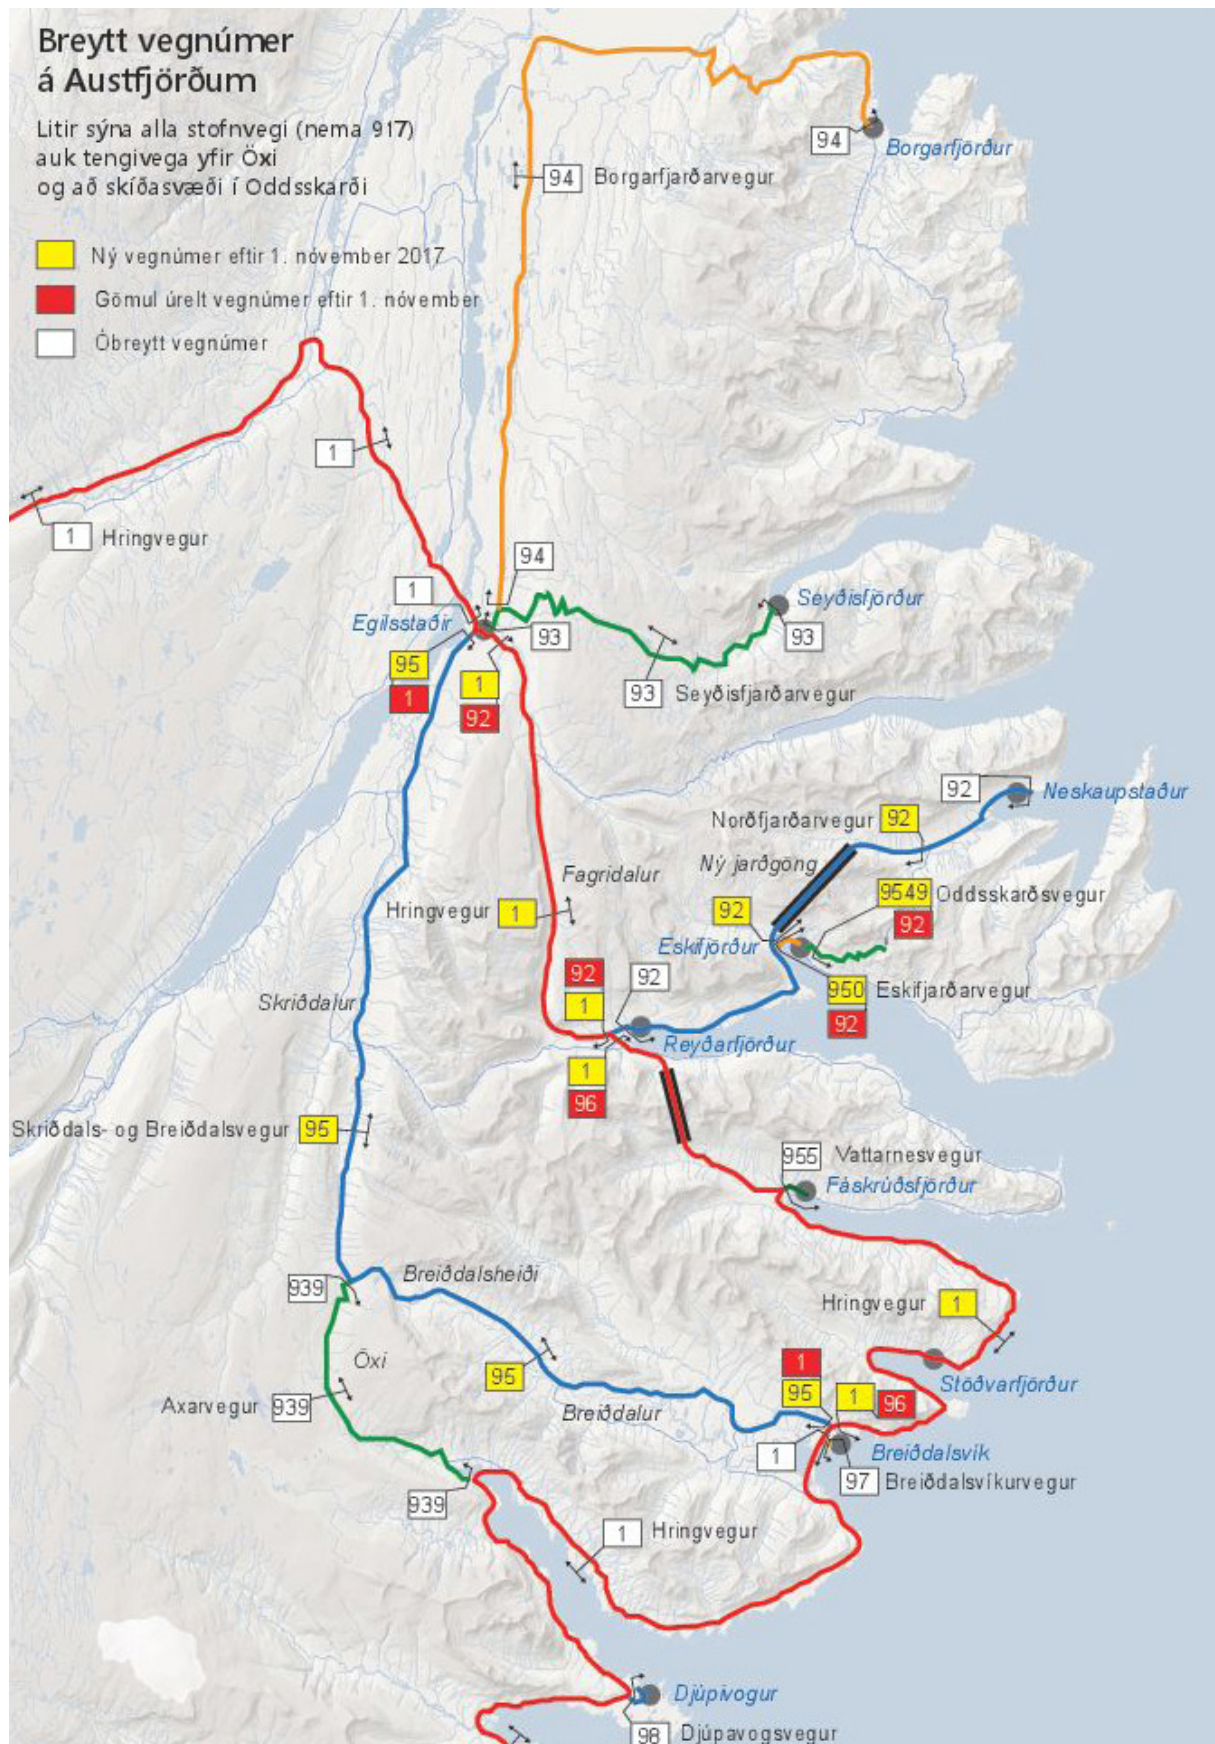 Breytt vegnúmer
á Austfjörðum
Litir sýna alla stofnvegi (nema 917)
auk tengivega yfir Öxi
og að skíðasvæði í Oddsskarði
Ný vegnúmer eftir 1. nóvember 2017
Gömul úrelt vegnúmer eftir 1. nóvember
Óbreytt vegnúmer
94
Borgarfjörður
94 Borgarfjarðarvegur
1
1 Hringvegur
94
1
Egilsstaðir
93
95
1
1
92
Seyðisfjörður
93
93 Seyðisfjarðarvegur
92
Neskaupstaður
Norðfjarðarvegur 92
Ný jarðgöng
Fagridalur
Hringvegur 1
9549 Oddsskarðsvegur
92
92
Eskifjörður
950 Eskifjarðarvegur
92
92
1
92
Reyðarfjörður
1
96
Skriðdalur
Skriðdals- og Breiðdalsvegur 95
955 Vattarnesvegur
Fáskrúðsfjörður
939
Breiðdalsheiði
Hringvegur 1
Öxi
95
1
95
1 96
Stöðvarfjörður
Axarvegur 939
Breiðdalur
1
Breiðdalsvík
97 Breiðdalsvíkurvegur
939
1 Hringvegur
Djúpivogur
98 Djúpavogsvegur